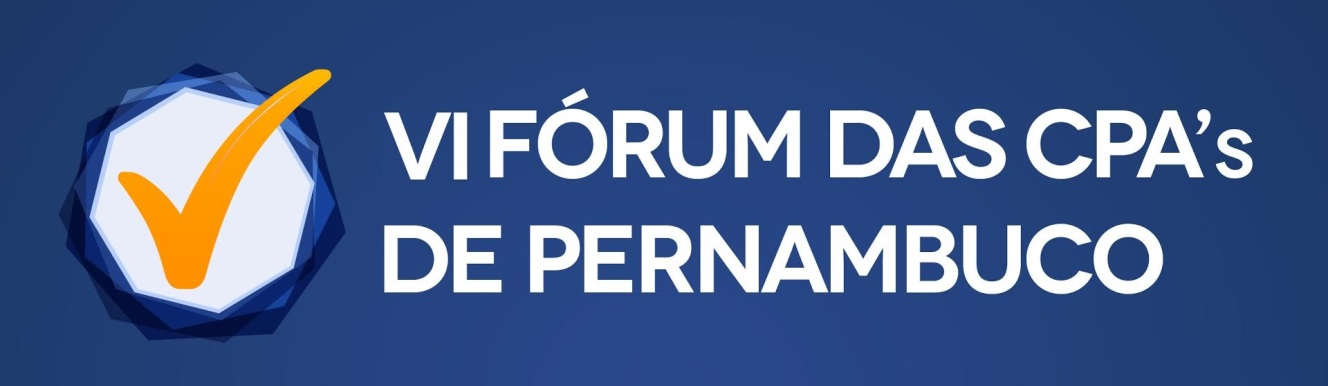 VI FÓRUM DAS CPA's
DE PERNAMBUCO